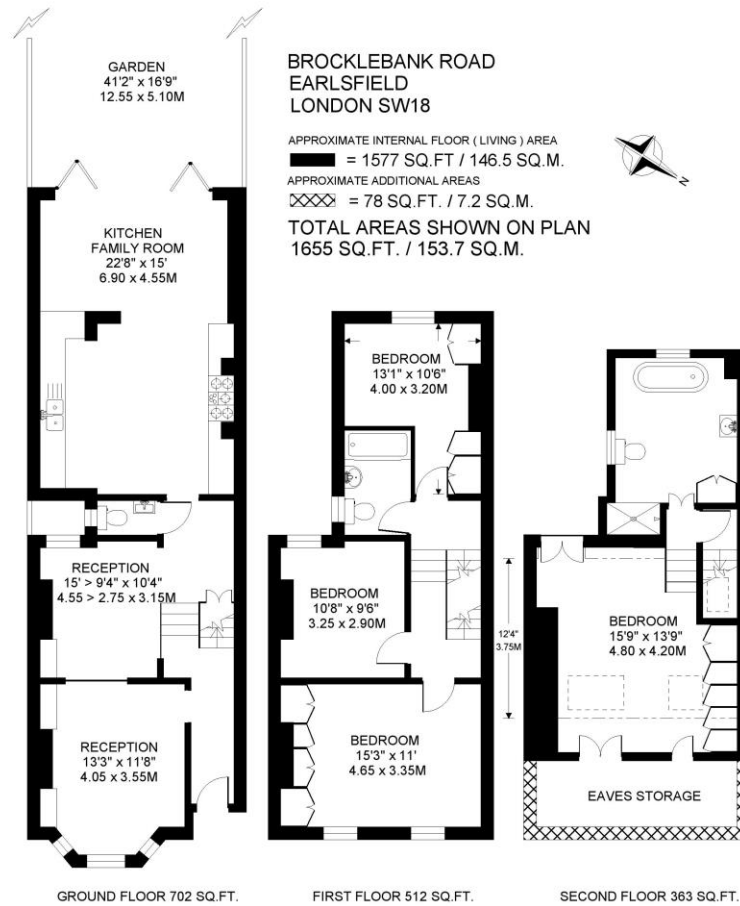 GARDEN
41'2" x 16'9"
12.55 x 5.10M
BROCKLEBANK ROAD
EARLSFIELD
LONDON SW18
APPROXIMATE INTERNAL FLOOR ( LIVING ) AREA
= 1577 SQ.FT / 146.5 SQ.M.
APPROXIMATE ADDITIONAL AREAS
= 78 SQ.FT. / 7.2 SQ.M.
TOTAL AREAS SHOWN ON PLAN
1655 SQ.FT. / 153.7 SQ.M.
N
KITCHEN
FAMILY ROOM
22'8" x 15'
6.90 x 4.55M
RECEPTION
15' > 9'4" x 10'4"
4.55 > 2.75 x 3.15M
RECEPTION
13'3" x 11'8"
4.05 x 3.55M
GROUND FLOOR 702 SQ.FT.
BEDROOM
13'1" x 10'6"
4.00 x 3.20M
BEDROOM
10'8" x 9'6"
3.25 x 2.90M
BEDROOM
15'3" x 11'
4.65 x 3.35M
FIRST FLOOR 512 SQ.FT.
12'4"
3.75M
BEDROOM
15'9" x 13'9"
4.80 x 4.20M
EAVES STORAGE
SECOND FLOOR 363 SQ.FT.